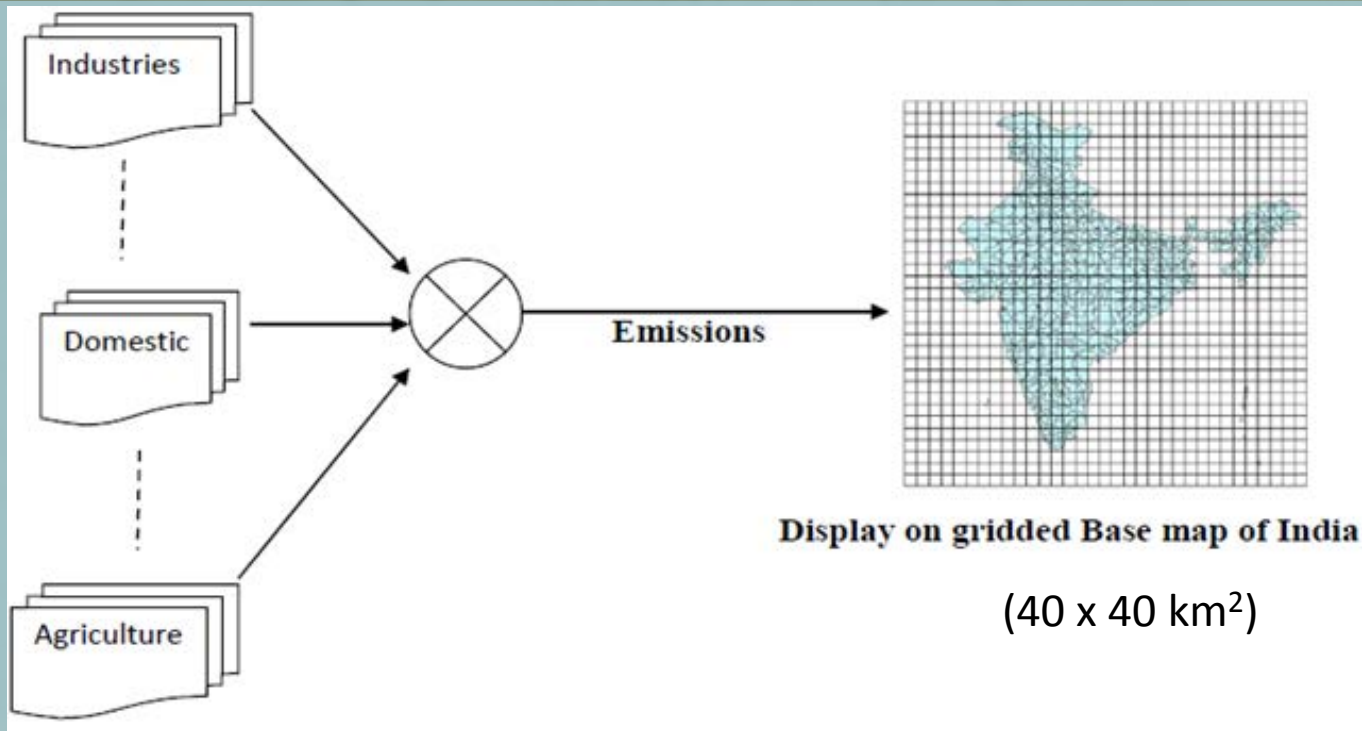 Industries
Domestic
Agriculture
Emissions
Display on gridded Base map of India
(40 x 40 km²)